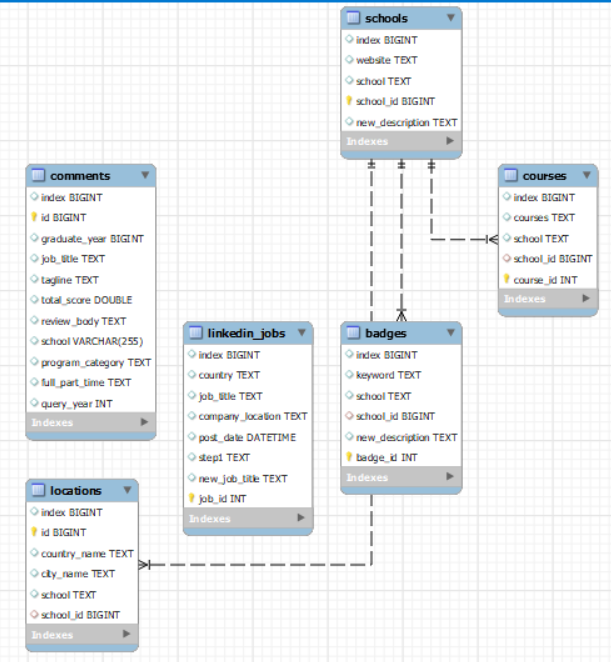 schools
index BIGINT
website TEXT
school TEXT
school_id BIGINT
new_description TEXT
Indexes
comments
index BIGINT
id BIGINT
graduate_year BIGINT
job_title TEXT
tagline TEXT
total_score DOUBLE
review_body TEXT
school VARCHAR(255)
program_category TEXT
full_part_time TEXT
query_year INT
Indexes
courses
index BIGINT
courses TEXT
school TEXT
school_id BIGINT
course_id INT
Indexes
linkedin_jobs
index BIGINT
country TEXT
job_title TEXT
company_location TEXT
post_date DATETIME
step1 TEXT
new_job_title TEXT
job_id INT
Indexes
badges
index BIGINT
keyword TEXT
school TEXT
school_id BIGINT
new_description TEXT
badge_id INT
Indexes
locations
index BIGINT
id BIGINT
country_name TEXT
city_name TEXT
school TEXT
school_id BIGINT
Indexes